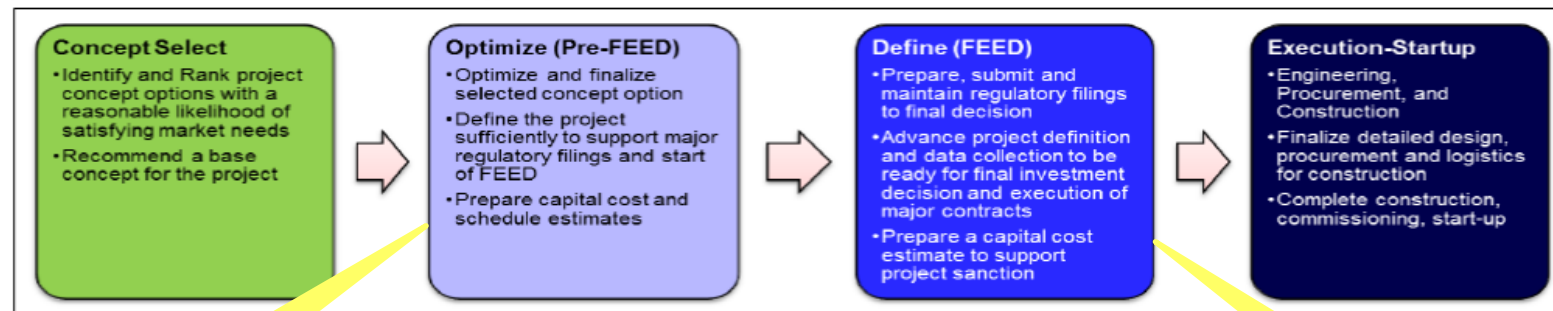 Concept Select
•Identify and Rank project
concept options with a
reasonable likelihood of
satisfying market needs
•Recommend a base
concept for the project
Optimize (Pre-FEED)
•Optimize and finalize
selected concept option
•Define the project
sufficiently to support major
regulatory filings and start
of FEED
•Prepare capital cost and
schedule estimates
Define (FEED)
•Prepare, submit and
maintain regulatory filings
to final decision
•Advance project definition
and data collection to be
ready for final investment
decision and execution of
major contracts
•Prepare a capital cost
estimate to support
project sanction
Execution-Startup
•Engineering,
Procurement, and
Construction
•Finalize detailed design,
procurement and logistics
for construction
•Complete construction,
commissioning, start-up